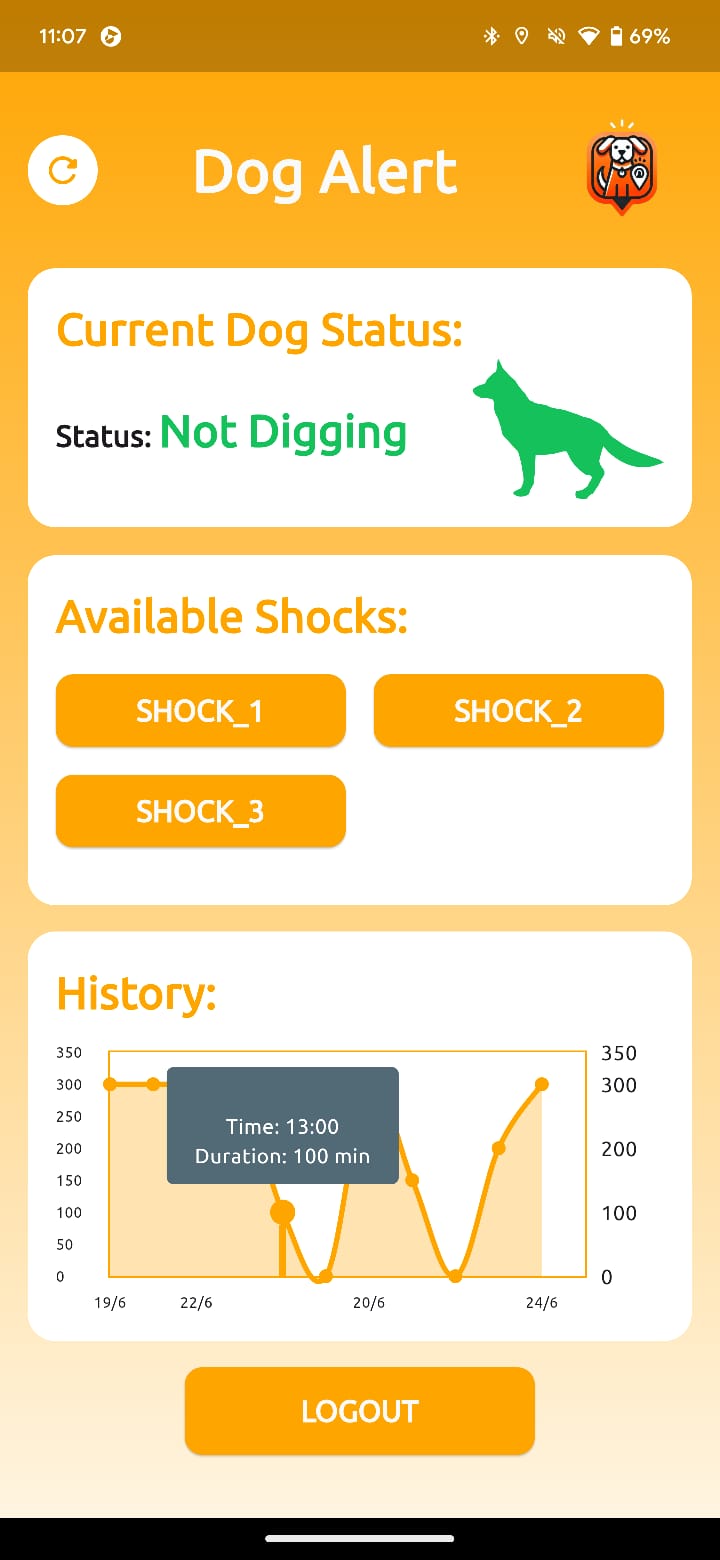 11:07 69%
Dog Alert
Current Dog Status:
Status: Not Digging
Available Shocks:
SHOCK_1 SHOCK_2
SHOCK_3
History:
350 350
300 300
250
Time: 13:00
200 200
Duration: 100 min
150
100 100
50
0 0
19/6 22/6 20/6 24/6
LOGOUT